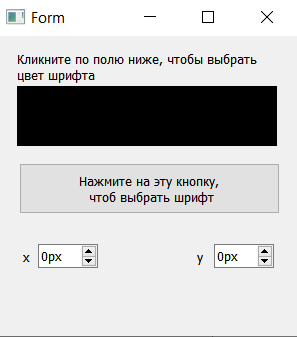 Form
Кликните по полю ниже, чтобы выбрать
цвет шрифта
Нажмите на эту кнопку,
чтоб выбрать шрифт
x 0px y 0px